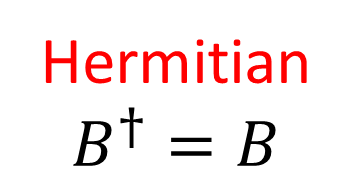 Hermitian
B† = B